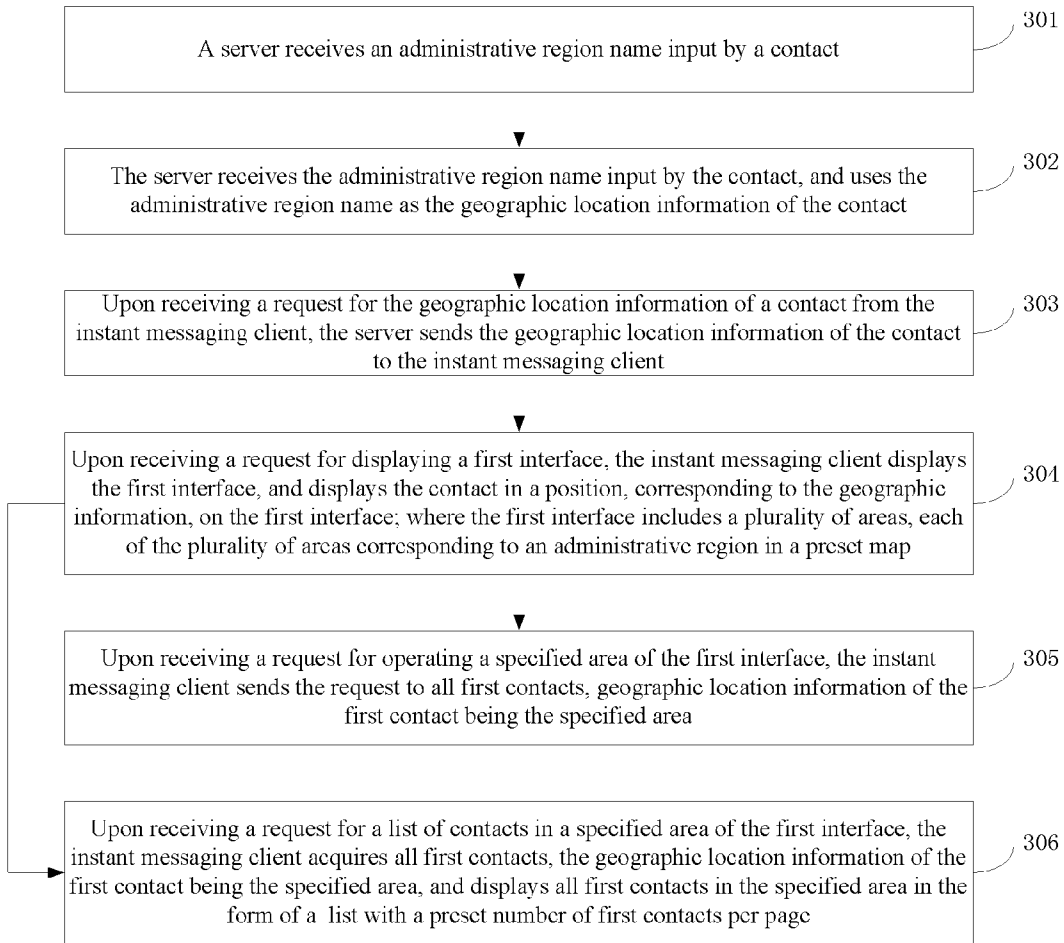 A server receives an administrative region name input by a contact
301
The server receives the administrative region name input by the contact, and uses the
administrative region name as the geographic location information of the contact
302
Upon receiving a request for the geographic location information of a contact from the
instant messaging client, the server sends the geographic location information of the contact
to the instant messaging client
303
Upon receiving a request for displaying a first interface, the instant messaging client displays
the first interface, and displays the contact in a position, corresponding to the geographic
information, on the first interface; where the first interface includes a plurality of areas, each
of the plurality of areas corresponding to an administrative region in a preset map
304
Upon receiving a request for operating a specified area of the first interface, the instant
messaging client sends the request to all first contacts, geographic location information of the
first contact being the specified area
305
Upon receiving a request for a list of contacts in a specified area of the first interface, the
instant messaging client acquires all first contacts, the geographic location information of the
first contact being the specified area, and displays all first contacts in the specified area in the
form of a list with a preset number of first contacts per page
306